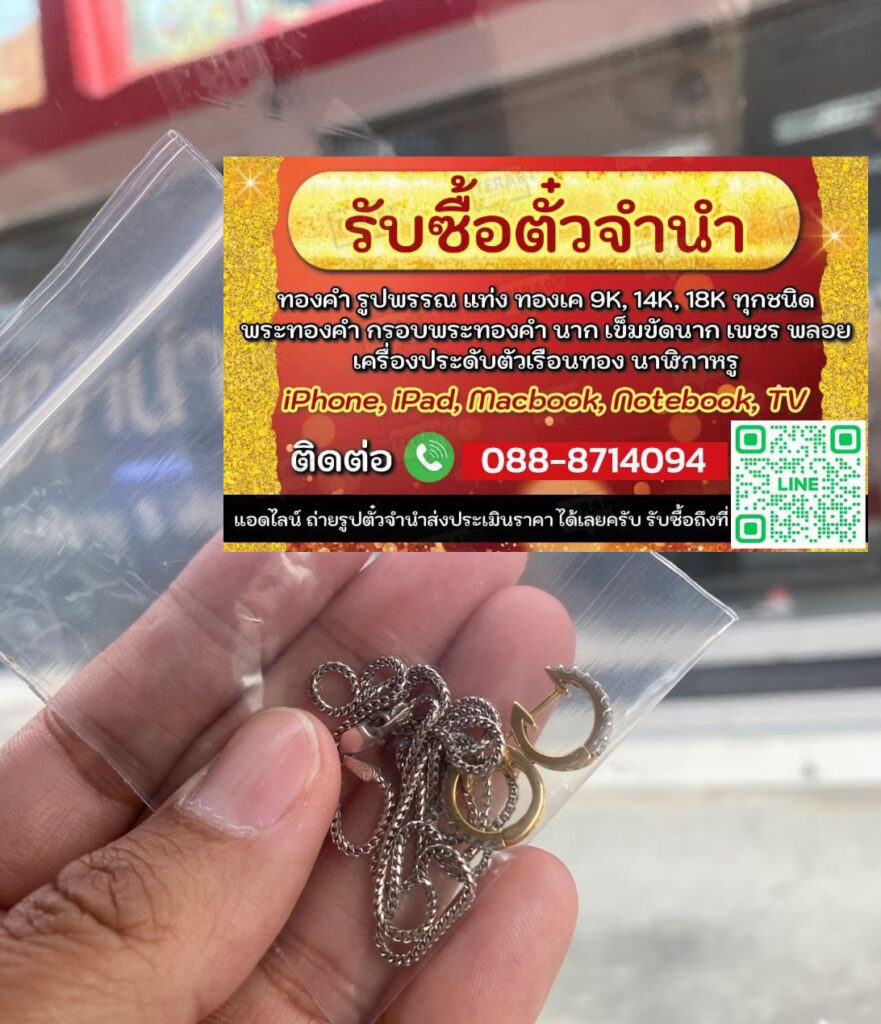 รับซื้อตั๋วจำนำ
ทองคำ รูปพรรณ แท่ง ทองเค 9K, 14K, 18K ทุกชนิด
พระทองคำ กรอบพระทองคำ นาก เข็มขัดนาก เพชร พลอย
เครื่องประดับตัวเรือนทอง นาฬิกาหรู
iPhone, iPad, Macbook, Notebook, TV
ติดต่อ 088-8714094
LINE
แอดไลน์ ถ่ายรูปตั๋วจำนำส่งประเมินราคา ได้เลยครับ รับซื้อถึงที่